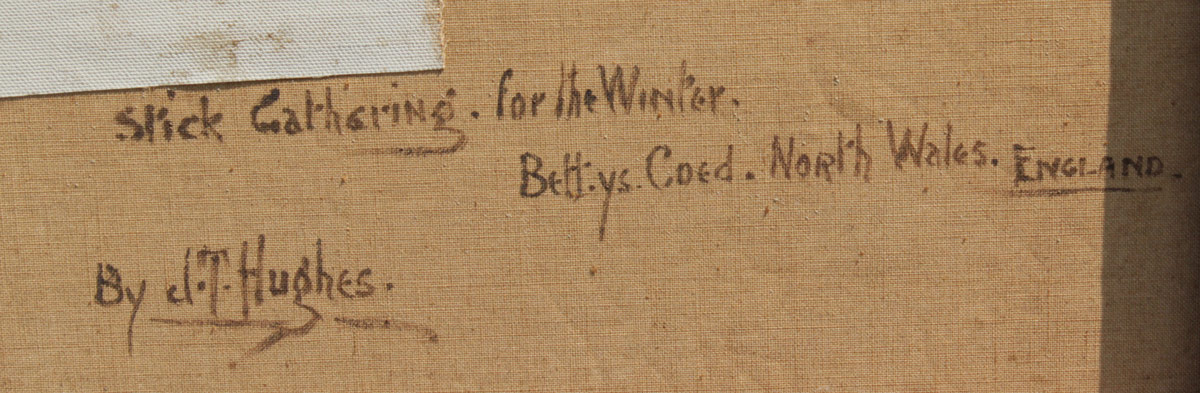 Stick Gathering. for the Winter.
Bett.ys.Coed. North Wales. ENGLAND.
By J.T. Hughes.